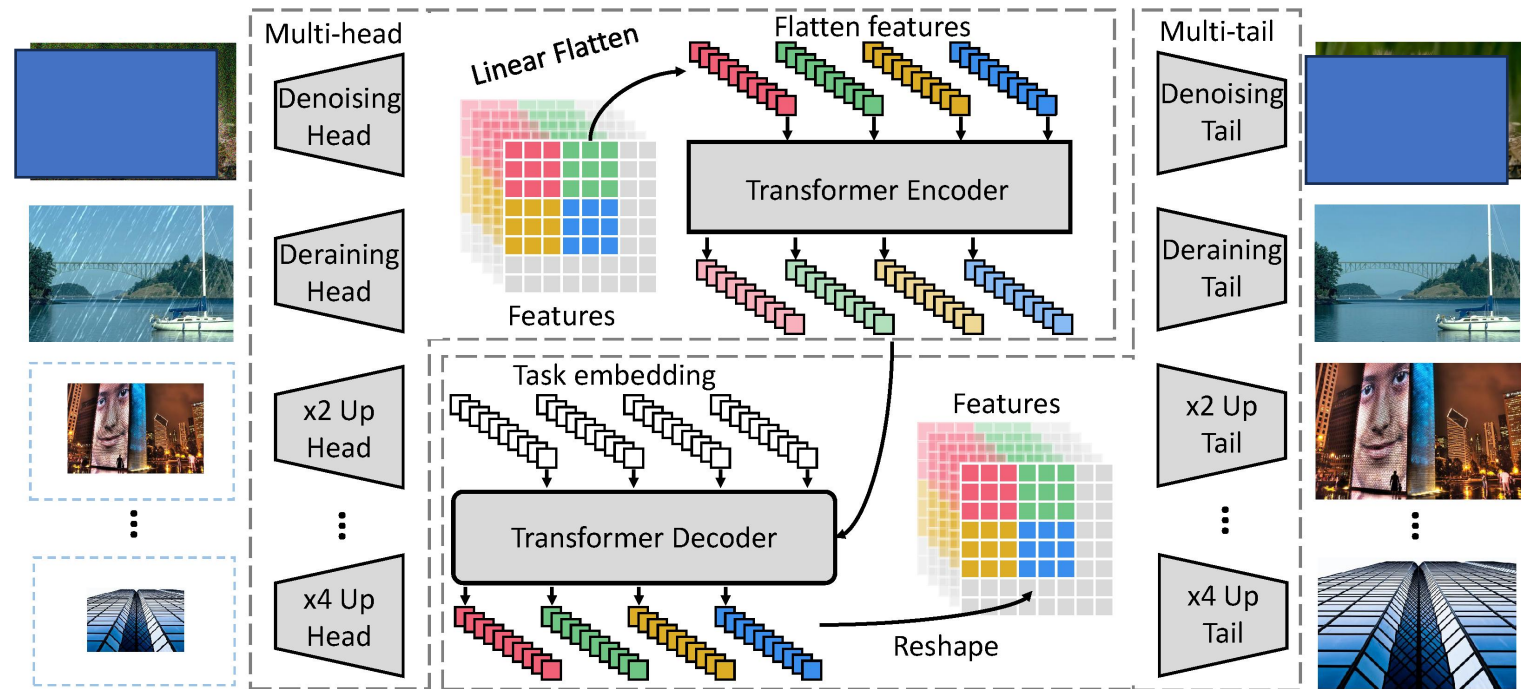 Multi-head
Denoising
Head
Deraining
Head
x2 Up
Head
x4 Up
Head
Linear Flatten
Features
Flatten features
Transformer Encoder
Task embedding
Transformer Decoder
Features
Reshape
Multi-tail
Denoising
Tail
Deraining
Tail
x2 Up
Tail
x4 Up
Tail